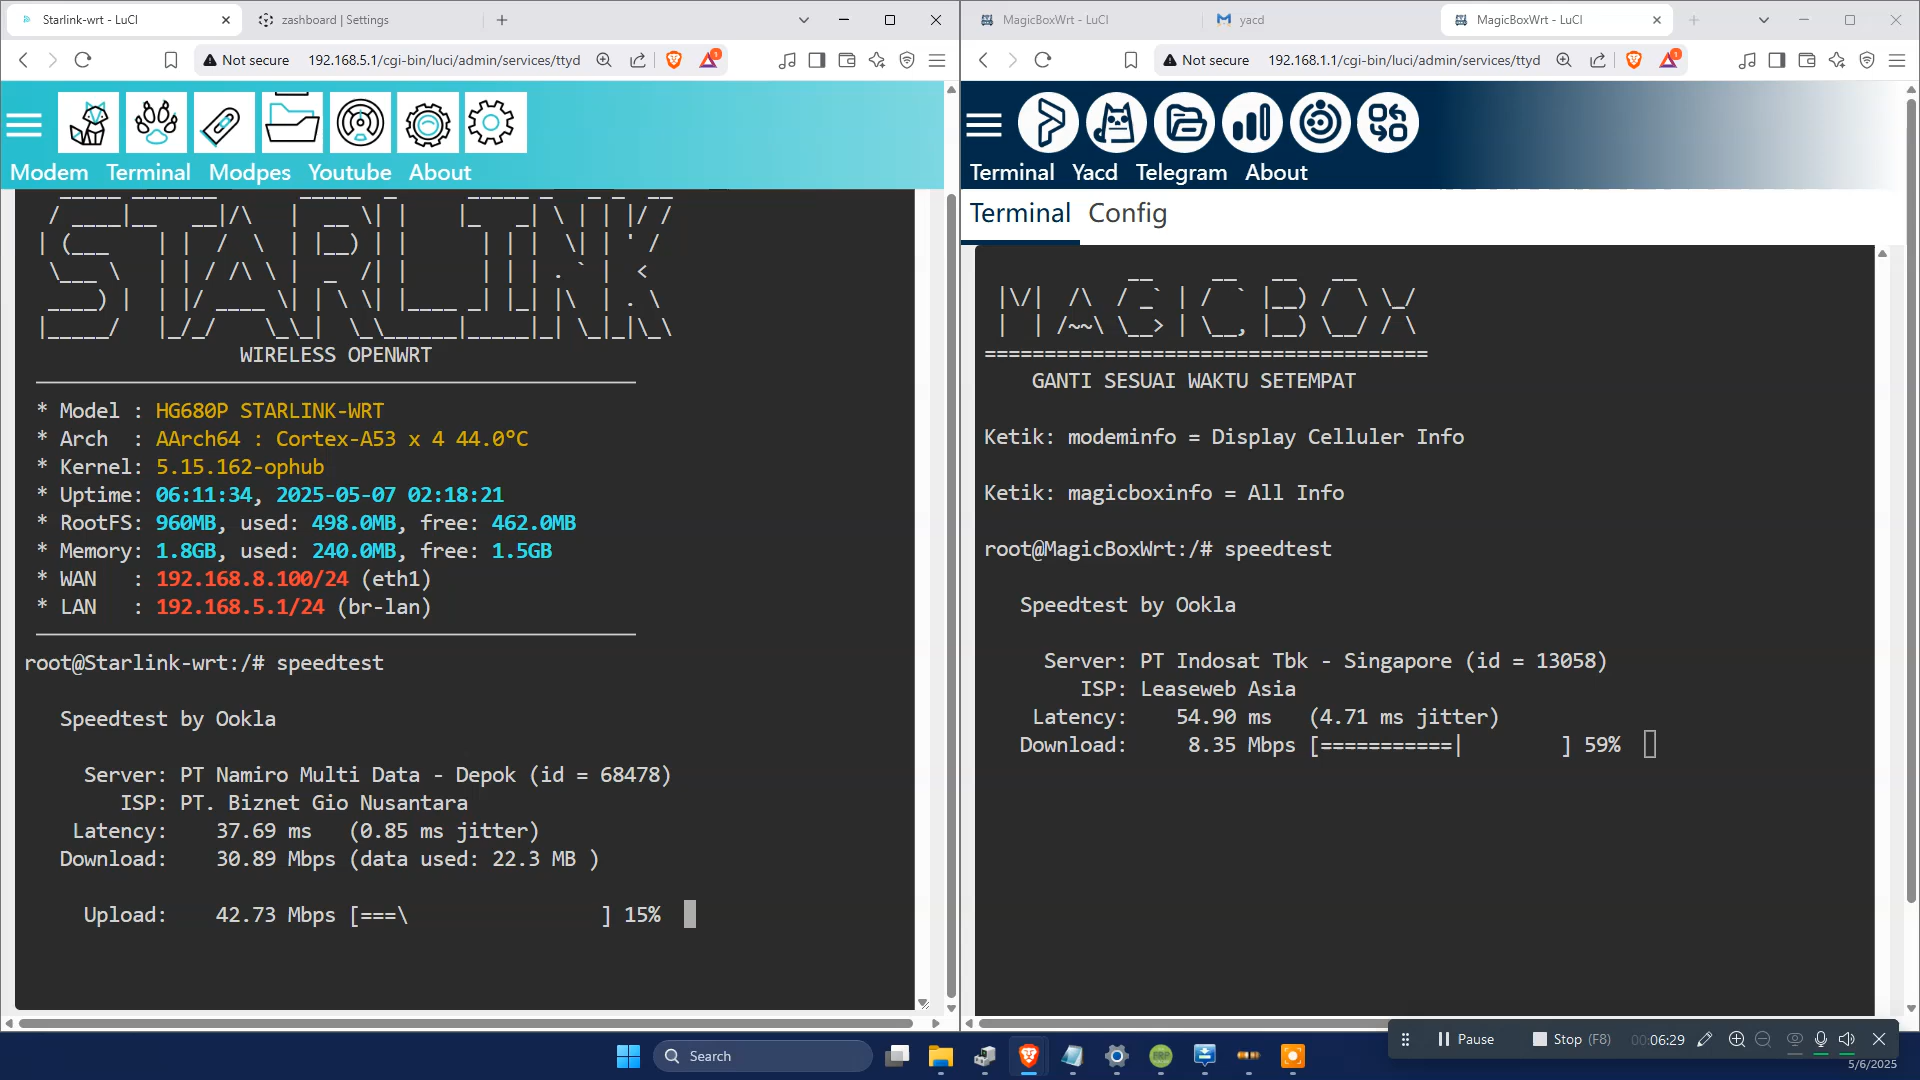 Starlink-wrt - LuCI
zashboard | Settings
Not secure
192.168.5.1/cgi-bin/luci/admin/services/ttyd
1
Modem Terminal Modpes Youtube About
STARLINK
WIRELESS OPENWRT
* Model : HG680P STARLINK-WRT
* Arch  : AArch64 : Cortex-A53 x 4 44.0°C
* Kernel: 5.15.162-ophub
* Uptime: 06:11:34, 2025-05-07 02:18:21
* RootFS: 960MB, used: 498.0MB, free: 462.0MB
* Memory: 1.8GB, used: 240.0MB, free: 1.5GB
* WAN   : 192.168.8.100/24 (eth1)
* LAN   : 192.168.5.1/24 (br-lan)
root@Starlink-wrt:/# speedtest
Speedtest by Ookla
Server: PT Namiro Multi Data - Depok (id = 68478)
ISP: PT. Biznet Gio Nusantara
Latency: 37.69 ms (0.85 ms jitter)
Download: 30.89 Mbps (data used: 22.3 MB )
Upload: 42.73 Mbps [===\ ] 15%
MagicBoxWrt - LuCI
yacd
MagicBoxWrt - LuCI
Not secure
192.168.1.1/cgi-bin/luci/admin/services/ttyd
1
Terminal Yacd Telegram About
Terminal Config
MAGICBOX
=====================================
GANTI SESUAI WAKTU SETEMPAT
Ketik: modeminfo = Display Celluler Info
Ketik: magicboxinfo = All Info
root@MagicBoxWrt:/# speedtest
Speedtest by Ookla
Server: PT Indosat Tbk - Singapore (id = 13058)
ISP: Leaseweb Asia
Latency: 54.90 ms (4.71 ms jitter)
Download: 8.35 Mbps [===========| ] 59%
Pause Stop (F8) 00:06:29
Search
5/6/2025